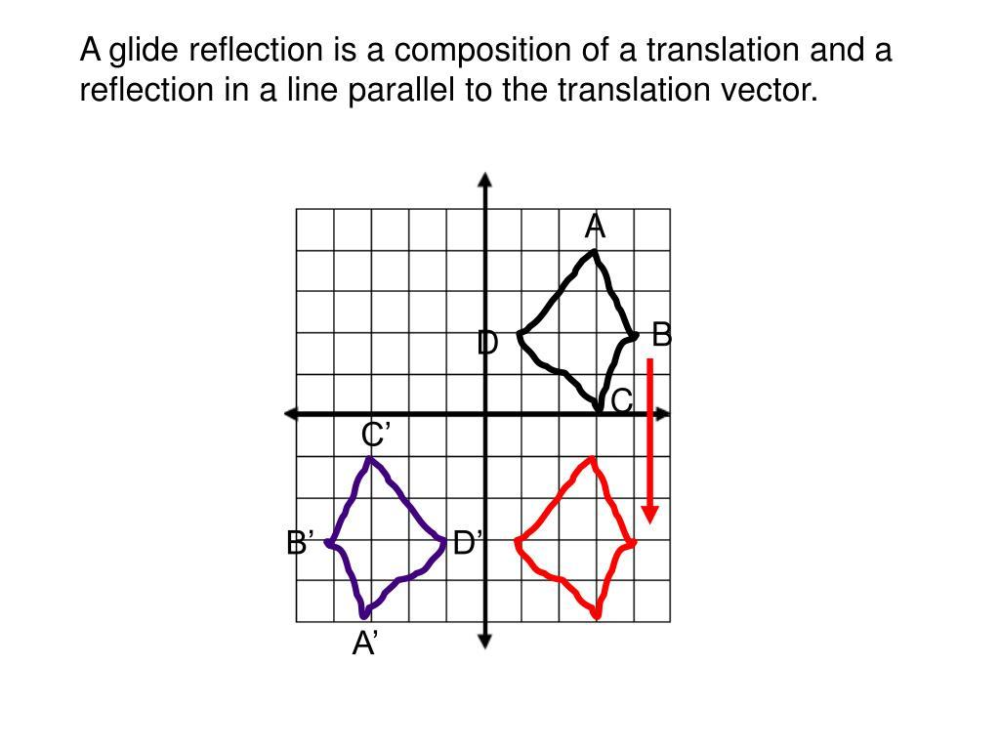 A glide reflection is a composition of a translation and a
reflection in a line parallel to the translation vector.
A
B
D
C
C’
B’
D’
A’